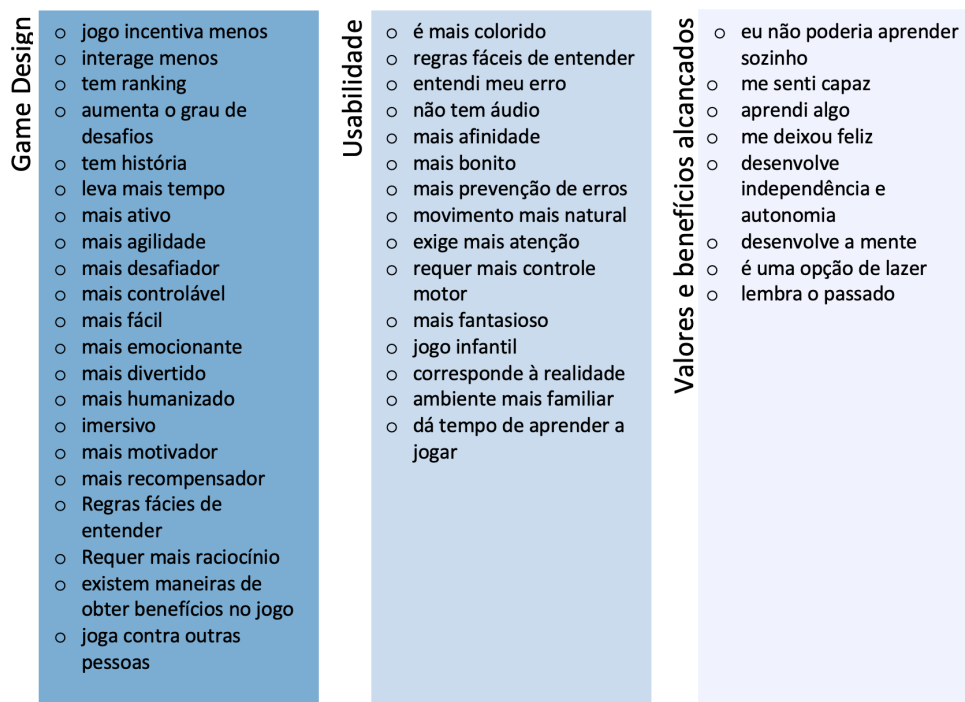 Game Design
○ jogo incentiva menos
○ interage menos
○ tem ranking
○ aumenta o grau de
desafios
○ tem história
○ leva mais tempo
○ mais ativo
○ mais agilidade
○ mais desafiador
○ mais controlável
○ mais fácil
○ mais emocionante
○ mais divertido
○ mais humanizado
○ imersivo
○ mais motivador
○ mais recompensador
○ Regras fácies de
entender
○ Requer mais raciocínio
○ existem maneiras de
obter benefícios no jogo
○ joga contra outras
pessoas
Usabilidade
○ é mais colorido
○ regras fáceis de entender
○ entendi meu erro
○ não tem áudio
○ mais afinidade
○ mais bonito
○ mais prevenção de erros
○ movimento mais natural
○ exige mais atenção
○ requer mais controle
motor
○ mais fantasioso
○ jogo infantil
○ corresponde à realidade
○ ambiente mais familiar
○ dá tempo de aprender a
jogar
Valores e benefícios alcançados
○ eu não poderia aprender
sozinho
○ me senti capaz
○ aprendi algo
○ me deixou feliz
○ desenvolve
independência e
autonomia
○ desenvolve a mente
○ é uma opção de lazer
○ lembra o passado